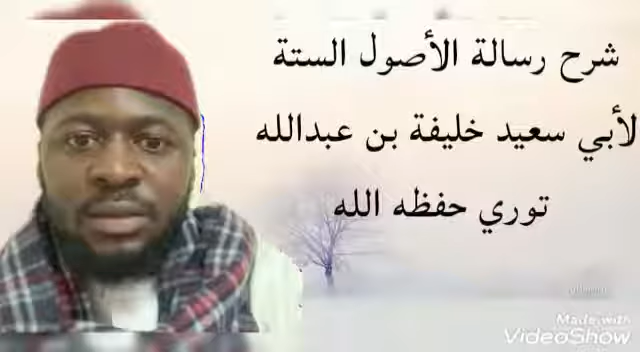 شرح رسالة الأصول الستة
لأبي سعيد خليفة بن عبدالله
توري حفظه الله
Made with
VideoShow